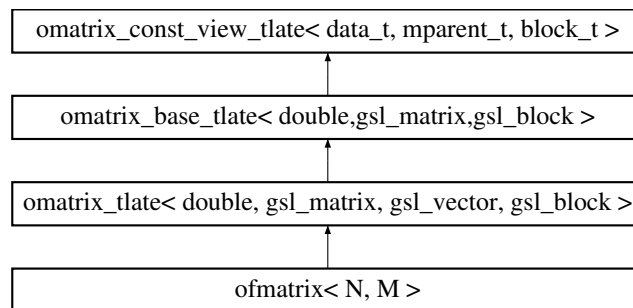 omatrix_const_view_tlate< data_t, mparent_t, block_t >
omatrix_base_tlate< double,gsl_matrix,gsl_block >
omatrix_tlate< double, gsl_matrix, gsl_vector, gsl_block >
ofmatrix< N, M >